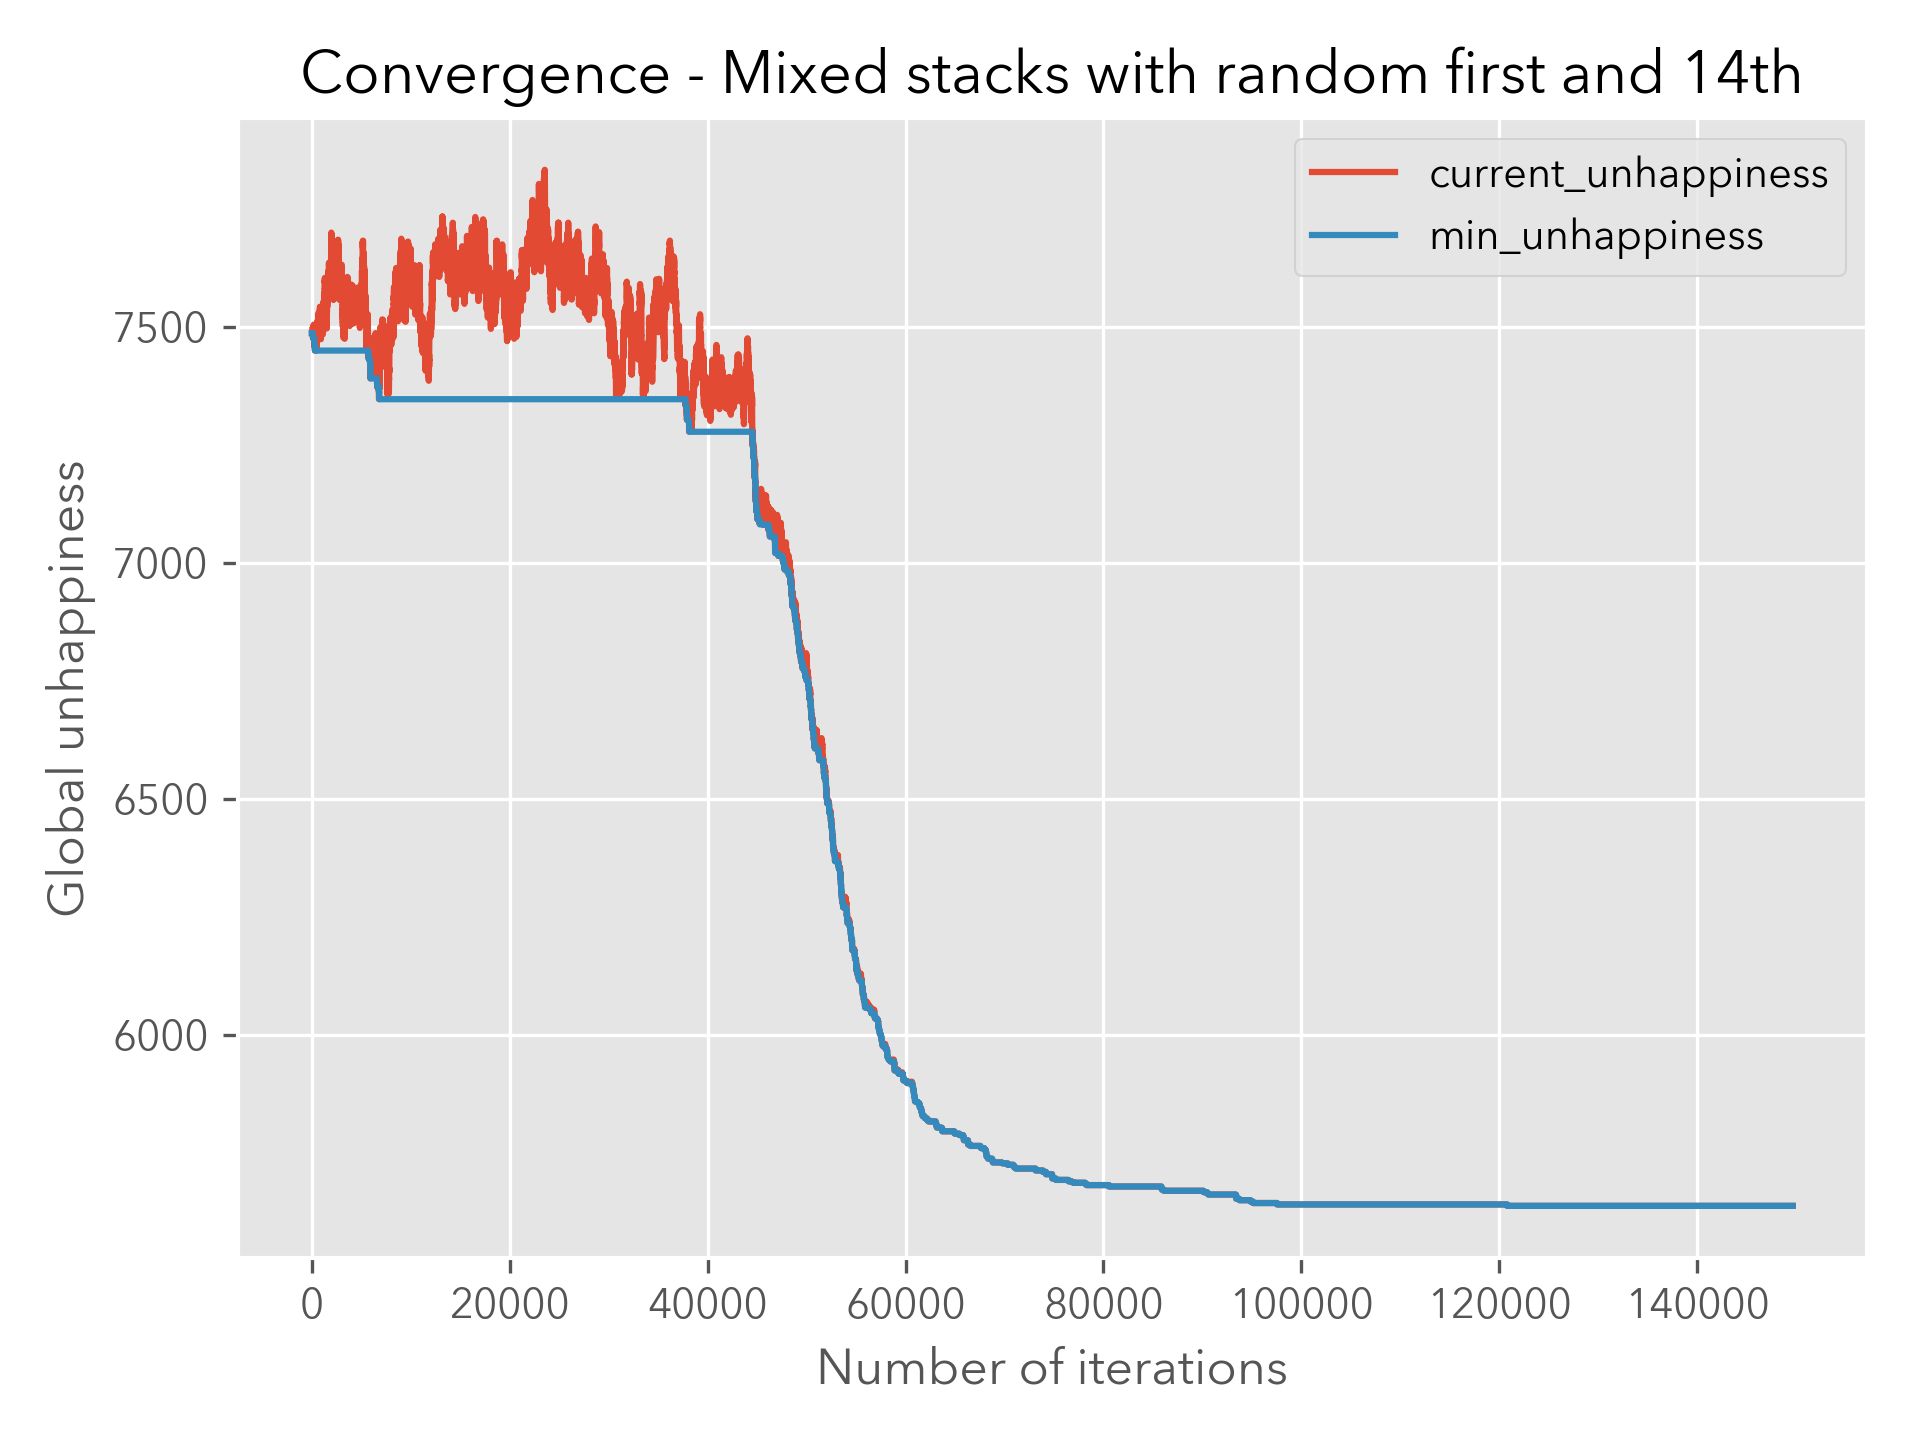 Convergence - Mixed stacks with random first and 14th
current_unhappiness
min_unhappiness
7500
7000
6500
6000
Global unhappiness
0 20000 40000 60000 80000 100000 120000 140000
Number of iterations